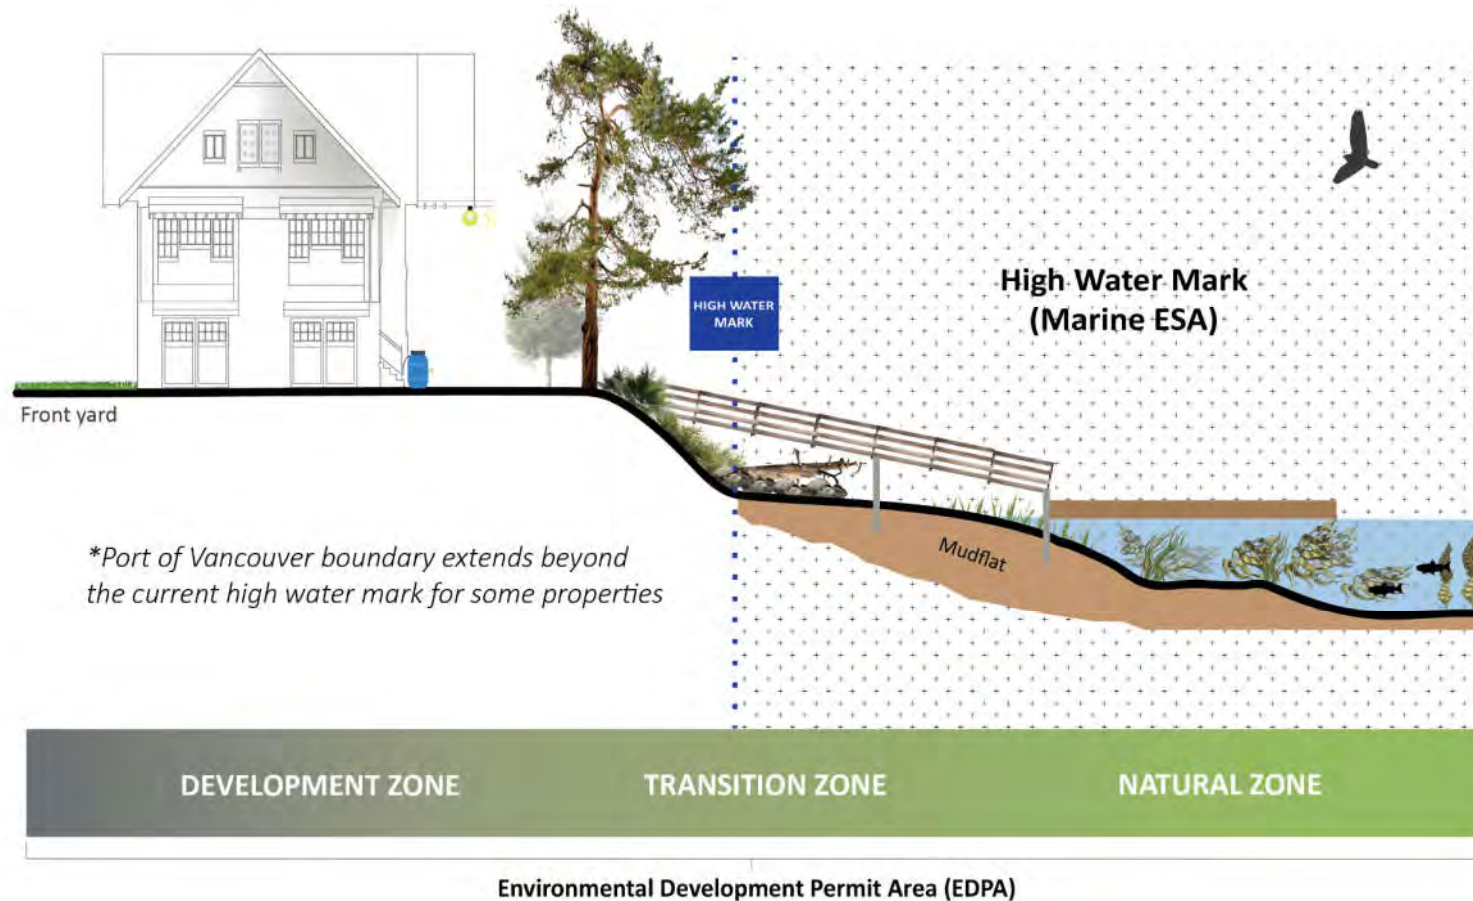 HIGH WATER
MARK
High Water Mark
(Marine ESA)
Front yard
*Port of Vancouver boundary extends beyond
the current high water mark for some properties
Mudflat
DEVELOPMENT ZONE
TRANSITION ZONE
NATURAL ZONE
Environmental Development Permit Area (EDPA)